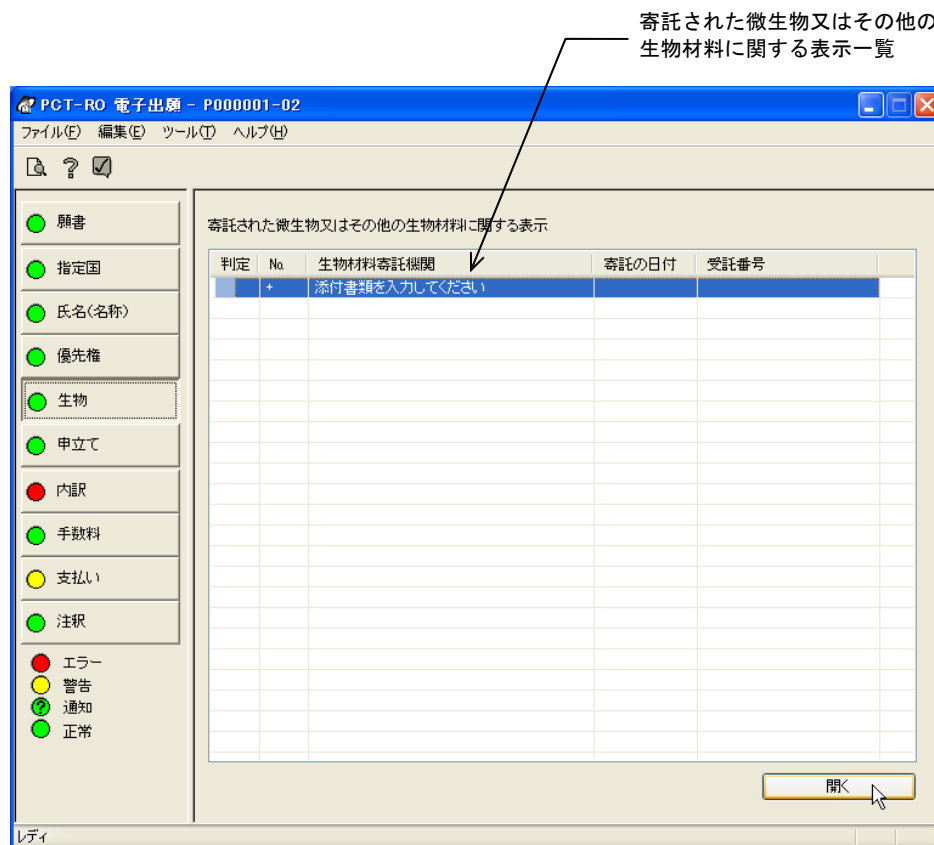 寄託された微生物又はその他の
生物材料に関する表示一覧
PCT-RO 電子出願 - P000001-02
ファイル(F) 編集(E) ツール(T) ヘルプ(H)
願書
指定国
氏名(名称)
優先権
生物
申立て
内訳
手数料
支払い
注釈
エラー
警告
通知
正常
寄託された微生物又はその他の生物材料に関する表示
判定 No. 生物材料寄託機関 寄託の日付 受託番号
+ 添付書類を入力してください
開く
レディ